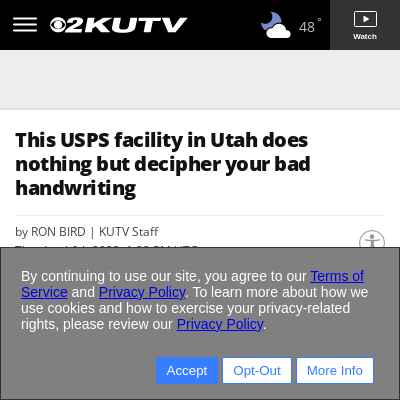 2KUTV
48°
Watch
This USPS facility in Utah does
nothing but decipher your bad
handwriting
by RON BIRD | KUTV Staff
By continuing to use our site, you agree to our Terms of
Service and Privacy Policy. To learn more about how we
use cookies and how to exercise your privacy-related
rights, please review our Privacy Policy.
Accept
Opt-Out
More Info